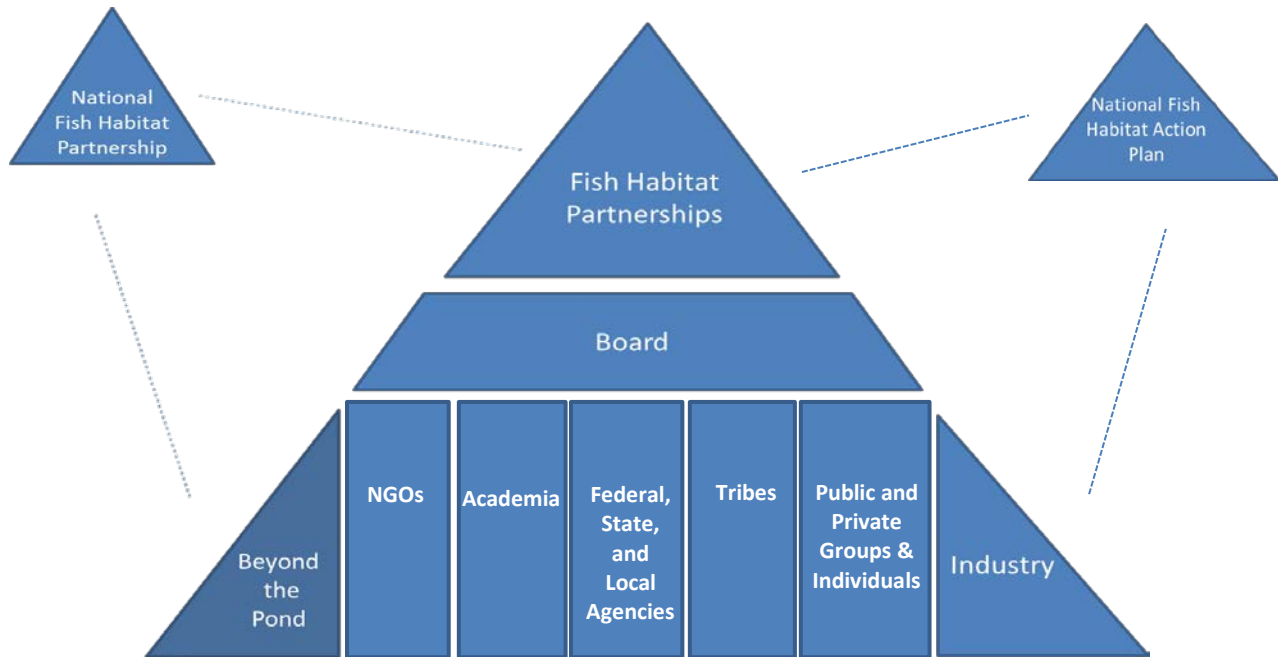 National
Fish Habitat
Partnership
Fish Habitat
Partnerships
National Fish
Habitat Action
Plan
Board
Beyond
the
Pond
NGOs
Academia
Federal,
State,
and
Local
Agencies
Tribes
Public and
Private
Groups &
Individuals
Industry